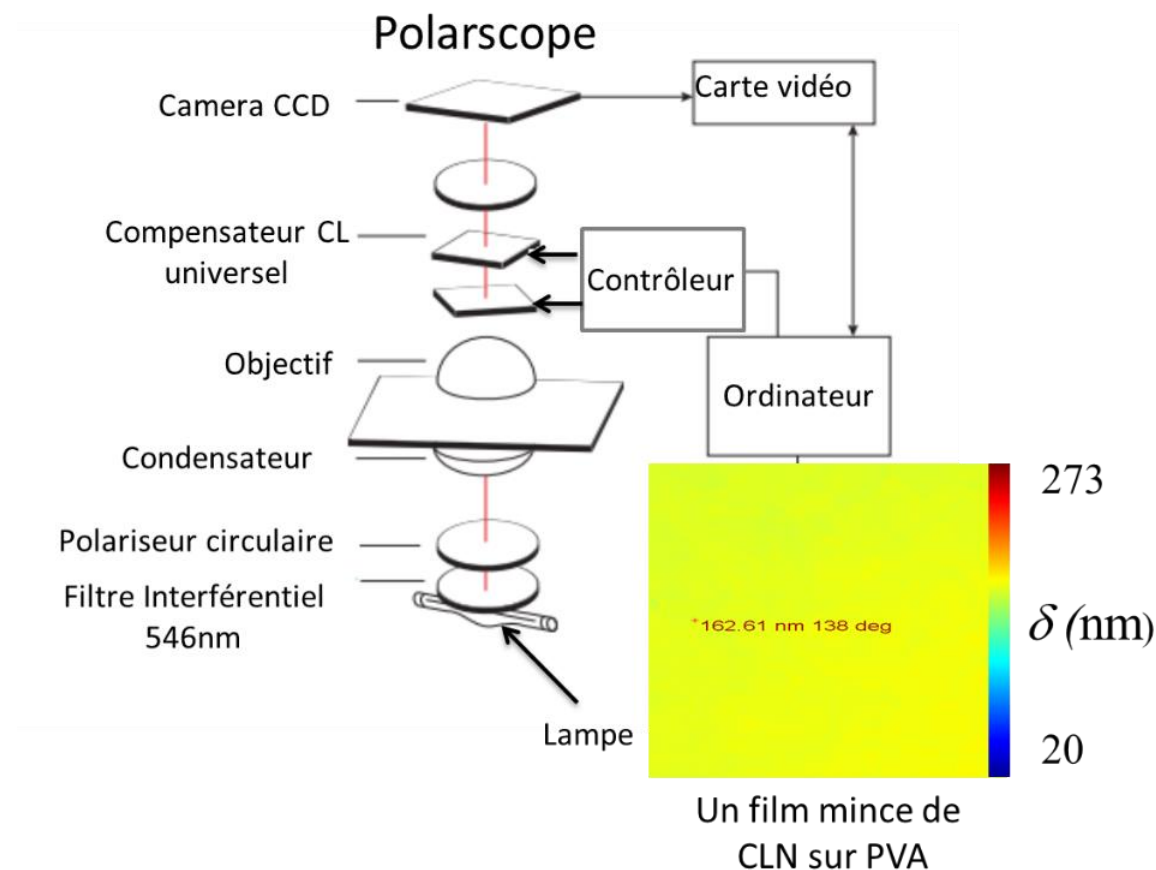 Polarscope
Camera CCD
Carte vidéo
Compensateur CL
universel
Contrôleur
Objectif
Ordinateur
Condensateur
273
Polariseur circulaire
Filtre Interférentiel
546nm
+162.61 nm 138 deg
δ (nm)
Lampe
20
Un film mince de
CLN sur PVA